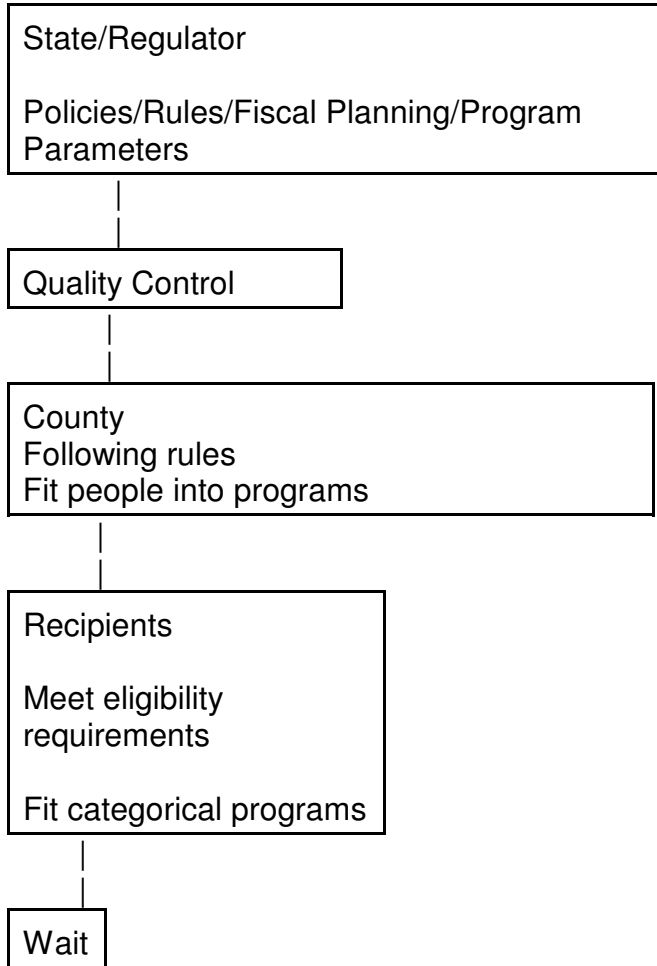 State/Regulator
Policies/Rules/Fiscal Planning/Program
Parameters
Quality Control
County
Following rules
Fit people into programs
Recipients
Meet eligibility
requirements
Fit categorical programs
Wait